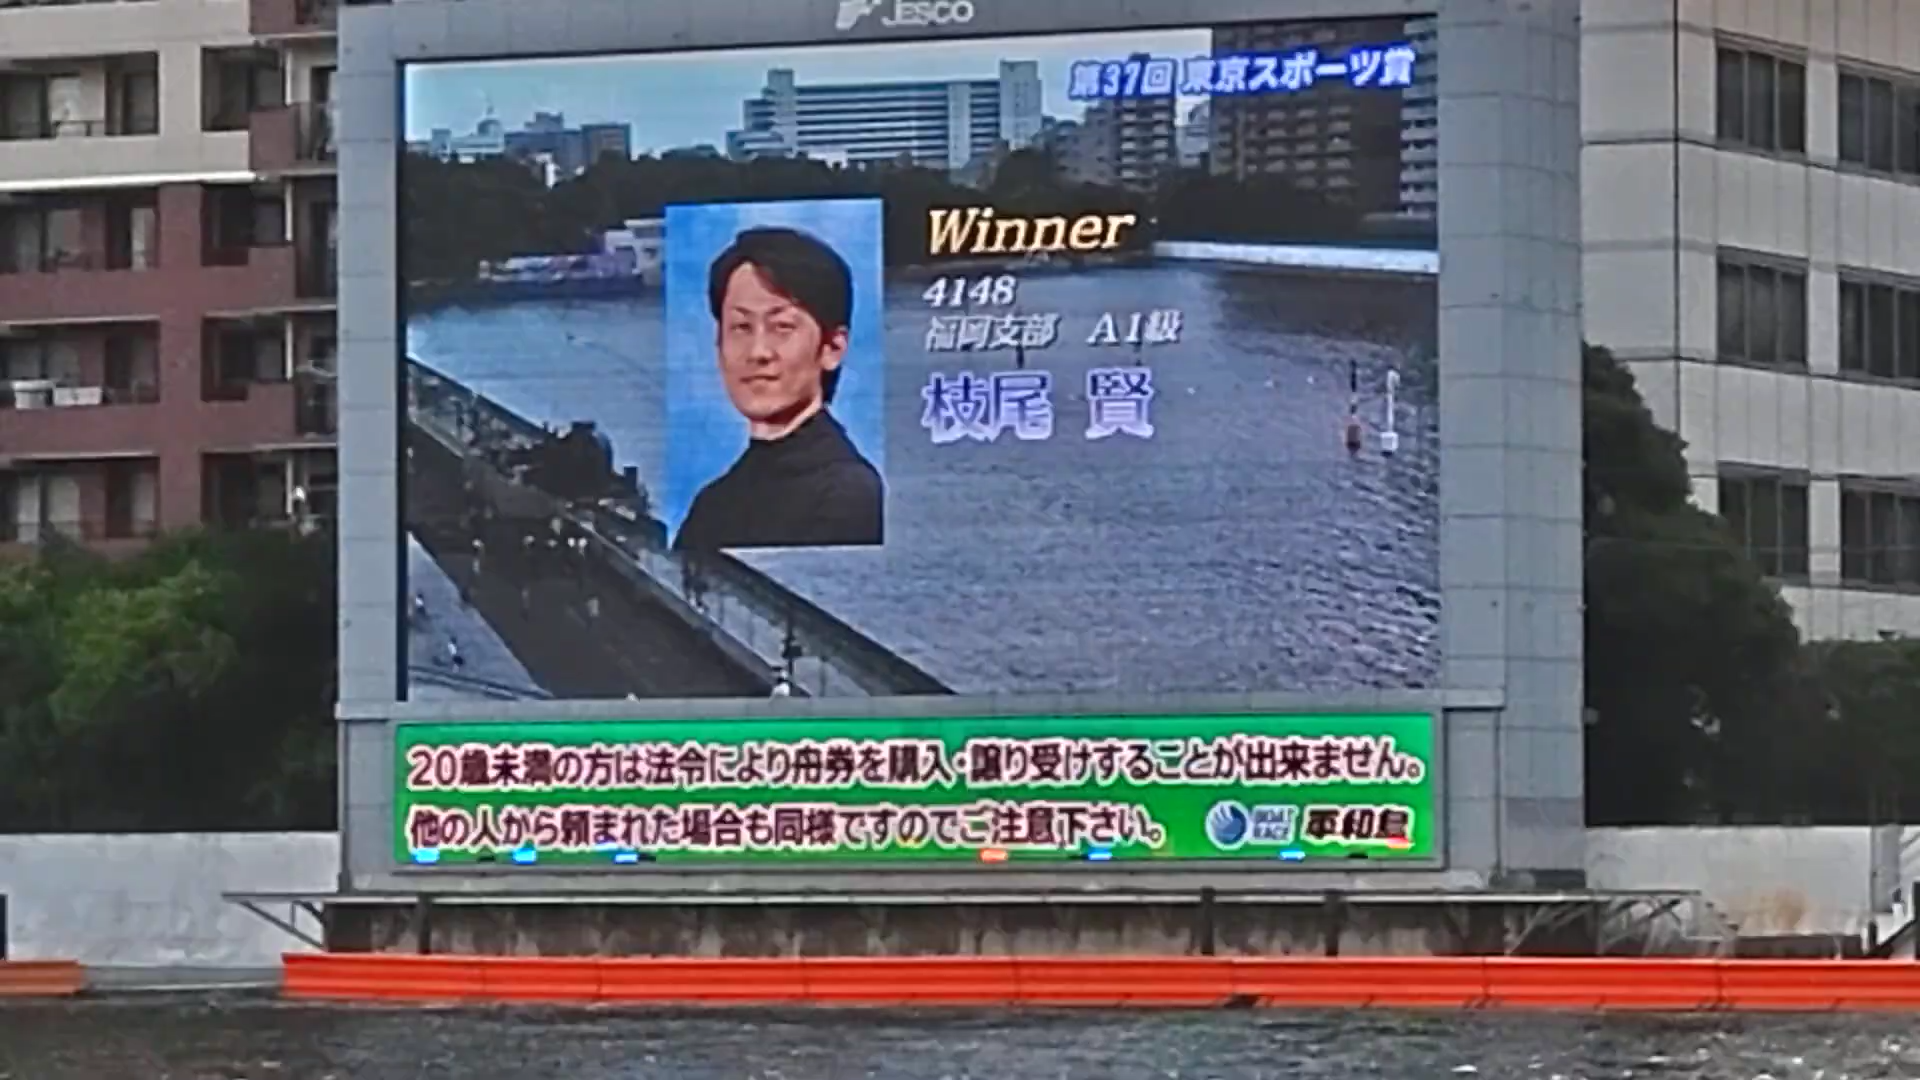 JESCO
第37回 東京スポーツ賞
Winner
4148
福岡支部 A1級
枝尾 賢
20歳未満の方は法令により舟券を購入・譲り受けすることが出来ません。
他の人から頼まれた場合も同様ですのでご注意下さい。
BOAT RACE 平和島